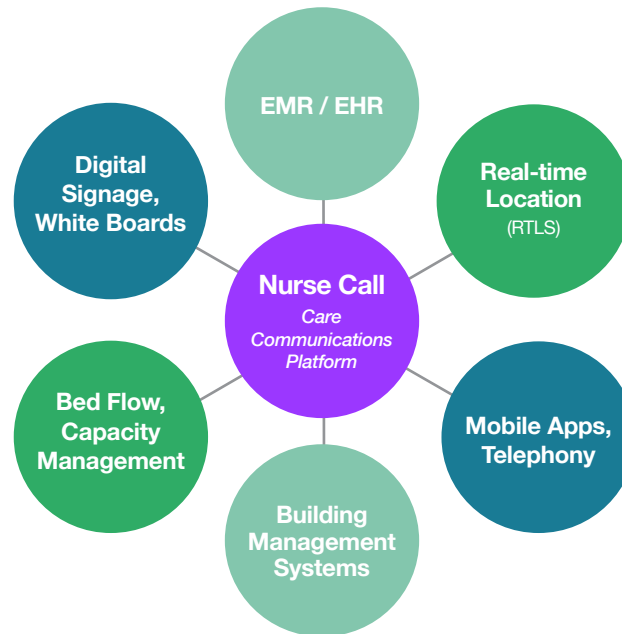 EMR / EHR
Digital
Signage,
White Boards
Real-time
Location
(RTLS)
Nurse Call
Care
Communications
Platform
Bed Flow,
Capacity
Management
Mobile Apps,
Telephony
Building
Management
Systems